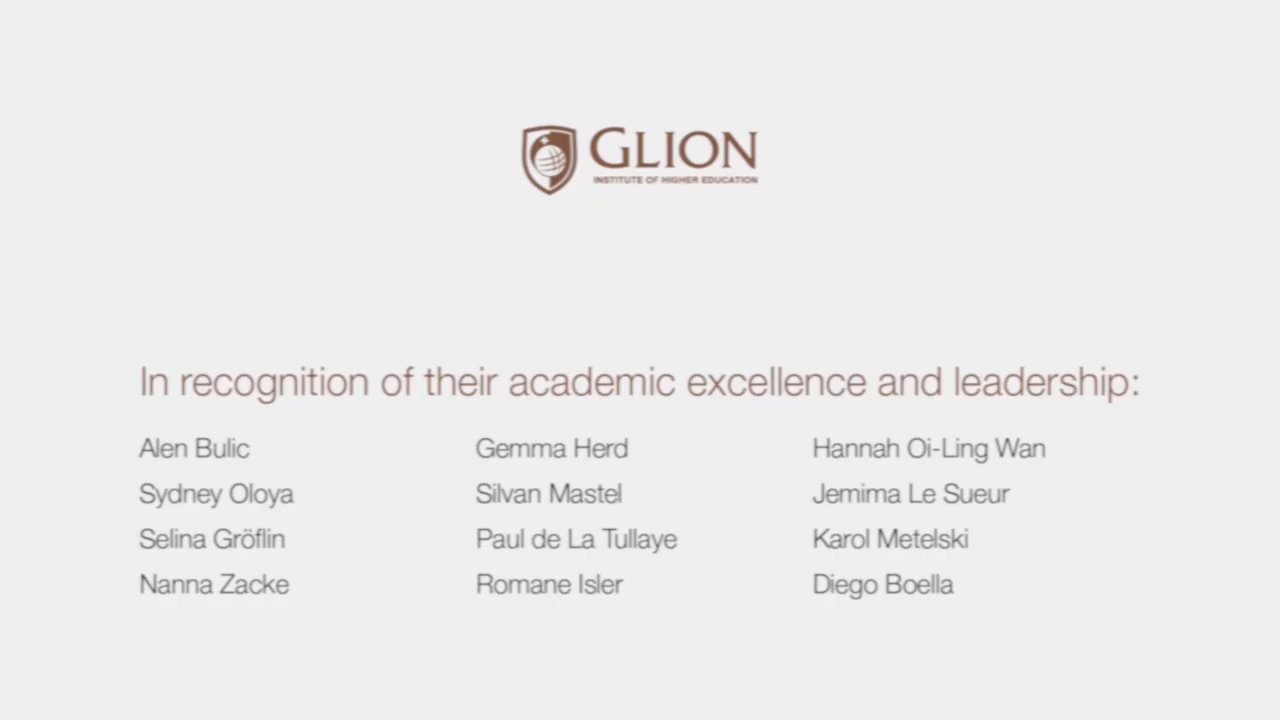 GLION
INSTITUTE OF HIGHER EDUCATION
In recognition of their academic excellence and leadership:
Alen Bulic
Sydney Oloya
Selina Gröflin
Nanna Zacke
Gemma Herd
Silvan Mastel
Paul de La Tullaye
Romane Isler
Hannah Oi-Ling Wan
Jemima Le Sueur
Karol Metelski
Diego Boella